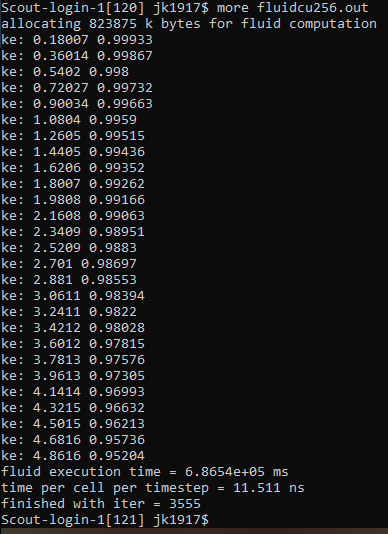 Scout-login-1[120] jk1917$ more fluidcu256.out
allocating 823875 k bytes for fluid computation
ke: 0.18007 0.99933
ke: 0.36014 0.99867
ke: 0.5402 0.998
ke: 0.72027 0.99732
ke: 0.90034 0.99663
ke: 1.0804 0.9959
ke: 1.2605 0.99515
ke: 1.4405 0.99436
ke: 1.6206 0.99352
ke: 1.8007 0.99262
ke: 1.9808 0.99166
ke: 2.1608 0.99063
ke: 2.3409 0.98951
ke: 2.5209 0.9883
ke: 2.701 0.98697
ke: 2.881 0.98553
ke: 3.0611 0.98394
ke: 3.2411 0.9822
ke: 3.4212 0.98028
ke: 3.6012 0.97815
ke: 3.7813 0.97576
ke: 3.9613 0.97305
ke: 4.1414 0.96993
ke: 4.3215 0.96632
ke: 4.5015 0.96213
ke: 4.6816 0.95736
ke: 4.8616 0.95204
fluid execution time = 6.8654e+05 ms
time per cell per timestep = 11.511 ns
finished with iter = 3555
Scout-login-1[121] jk1917$